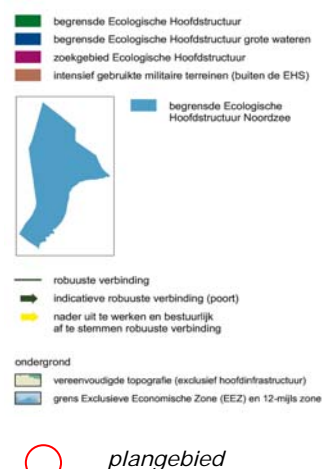 begrensde Ecologische Hoofdstructuur
begrensde Ecologische Hoofdstructuur grote wateren
zoekgebied Ecologische Hoofdstructuur
intensief gebruikte militaire terreinen (buiten de EHS)
begrensde Ecologische
Hoofdstructuur Noordzee
robuuste verbinding
indicatieve robuuste verbinding (poort)
nader uit te werken en bestuurlijk
af te stemmen robuuste verbinding
ondergrond
vereenvoudigde topografie (exclusief hoofdinfrastructuur)
grens Exclusieve Economische Zone (EEZ) en 12-mijls zone
plangebied